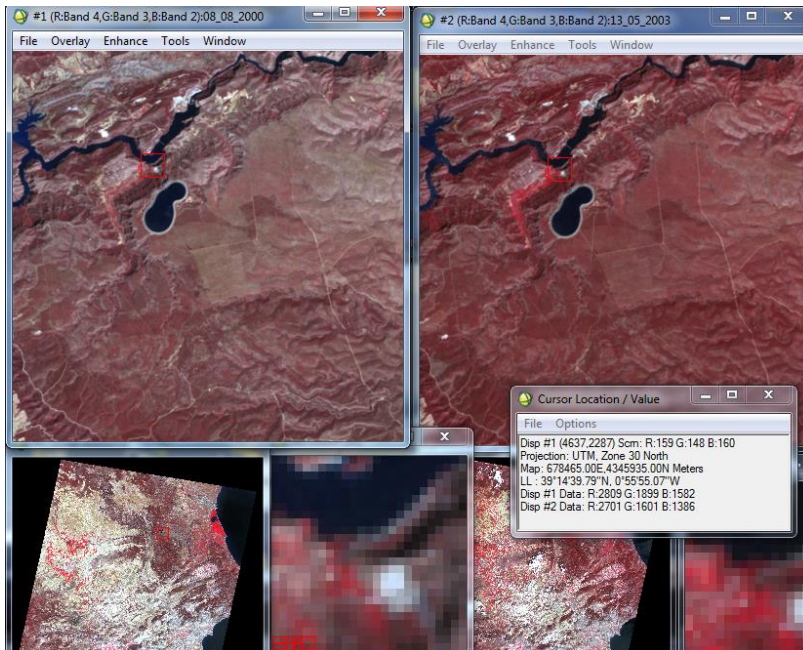 #1 (R:Band 4,G:Band 3,B:Band 2):08_08_2000
File Overlay Enhance Tools Window
#2 (R:Band 4,G:Band 3,B:Band 2):13_05_2003
File Overlay Enhance Tools Window
Cursor Location / Value
File Options
Disp #1 (4637,2287) Scrn: R:159 G:148 B:160
Projection: UTM, Zone 30 North
Map: 678465.00E,4345935.00N Meters
LL : 39°14'39.79"N, 0°55'55.07"W
Disp #1 Data: R:2809 G:1899 B:1582
Disp #2 Data: R:2701 G:1601 B:1386